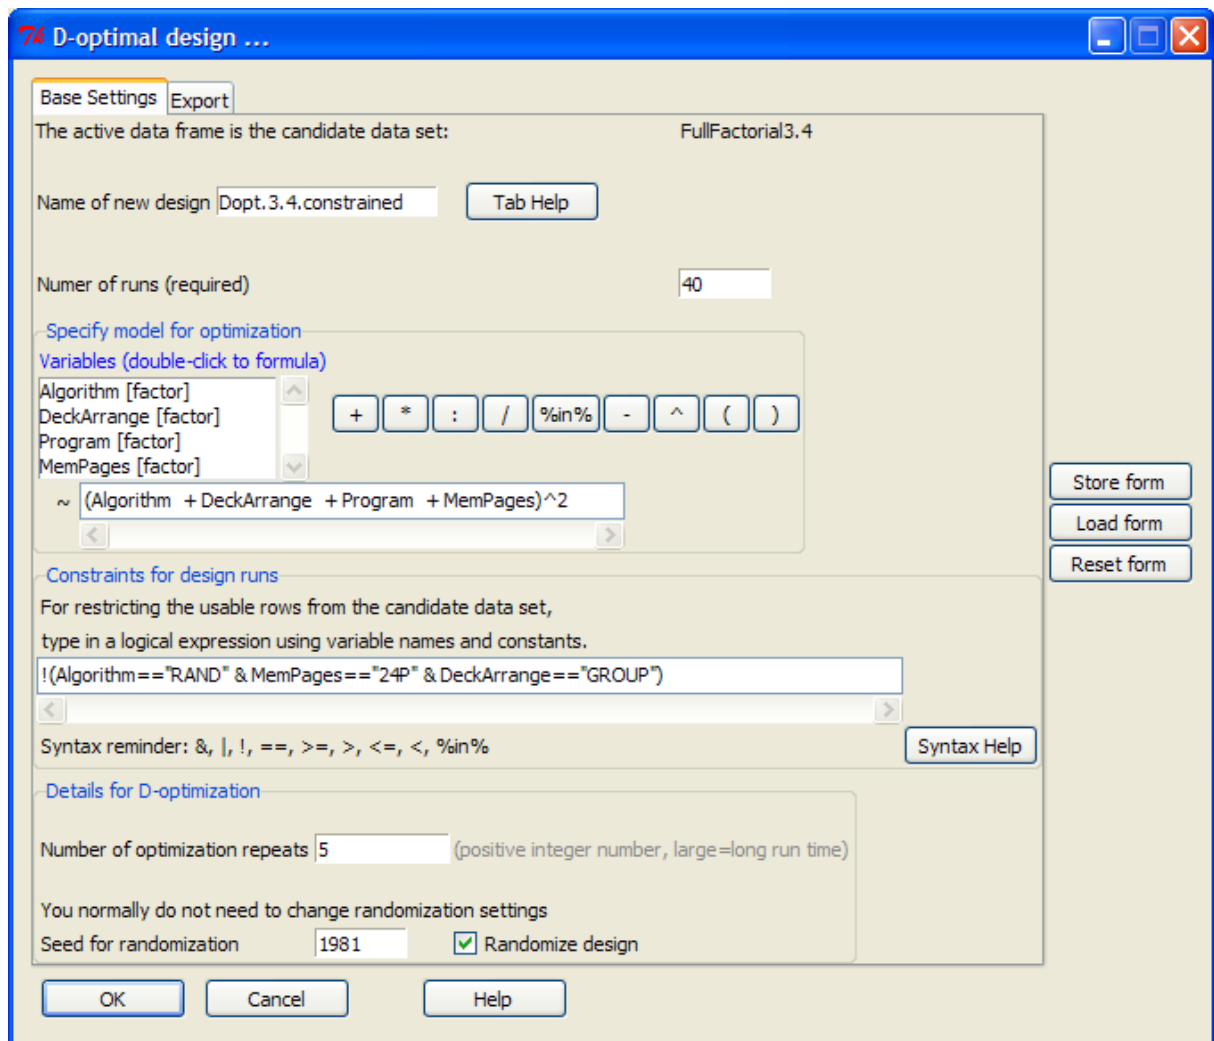 D-optimal design ...
Base Settings Export
The active data frame is the candidate data set: FullFactorial3.4
Name of new design Dopt.3.4.constrained Tab Help
Numer of runs (required) 40
Specify model for optimization
Variables (double-click to formula)
Algorithm [factor]
DeckArrange [factor]
Program [factor]
MemPages [factor]
+ * : / %in% - ^ ( )
~ (Algorithm + DeckArrange + Program + MemPages)^2
Store form
Load form
Reset form
Constraints for design runs
For restricting the usable rows from the candidate data set,
type in a logical expression using variable names and constants.
!(Algorithm=="RAND" & MemPages=="24P" & DeckArrange=="GROUP")
Syntax reminder: &, |, !, ==, >=, >, <=, <, %in% Syntax Help
Details for D-optimization
Number of optimization repeats 5 (positive integer number, large=long run time)
You normally do not need to change randomization settings
Seed for randomization 1981 Randomize design
OK Cancel Help